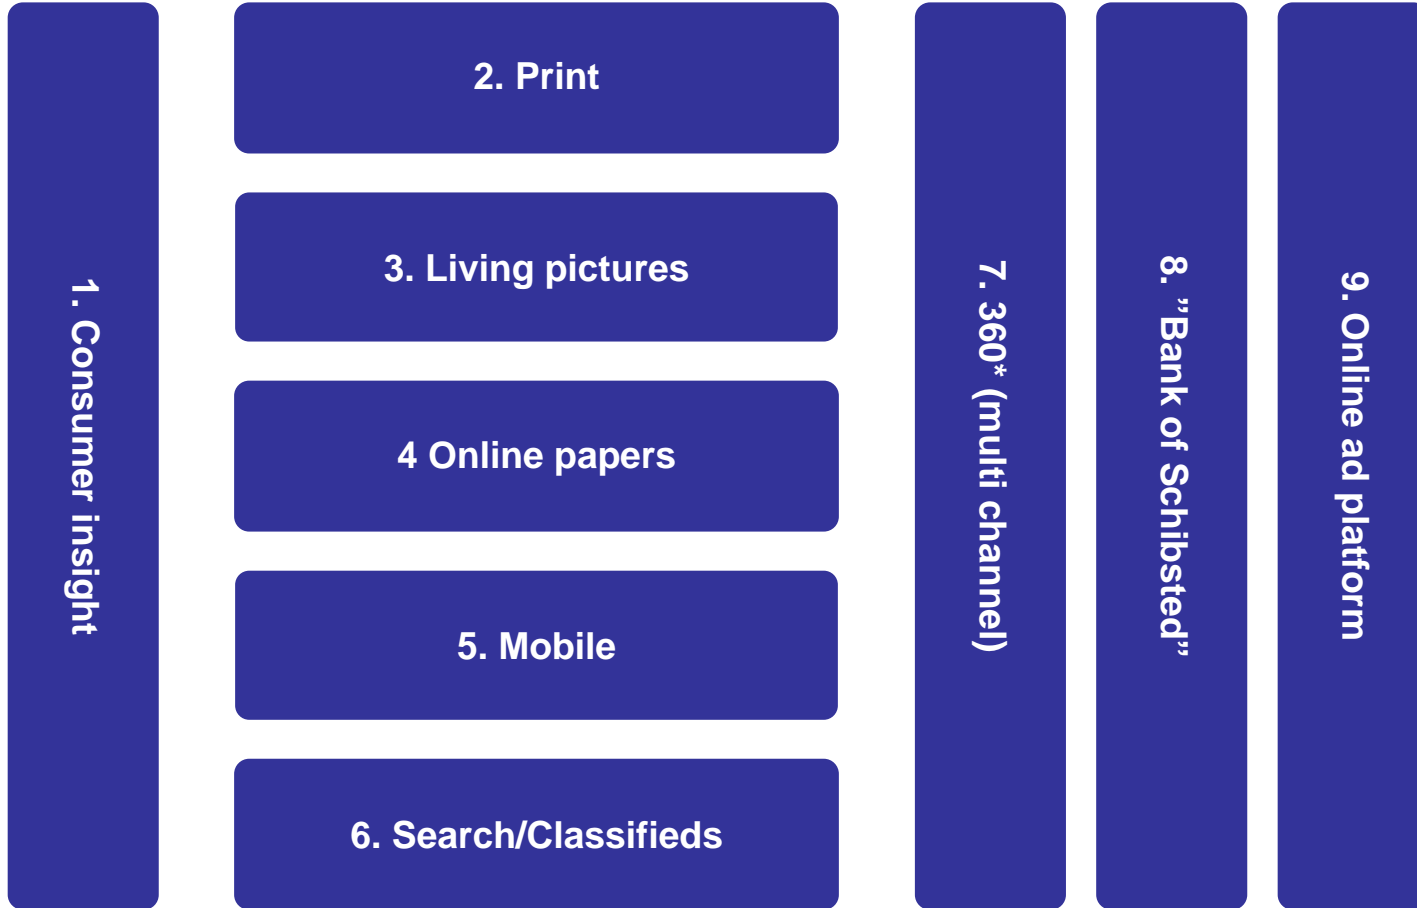 1. Consumer insight
2. Print
3. Living pictures
4 Online papers
5. Mobile
6. Search/Classifieds
7. 360* (multi channel)
8. ”Bank of Schibsted”
9. Online ad platform